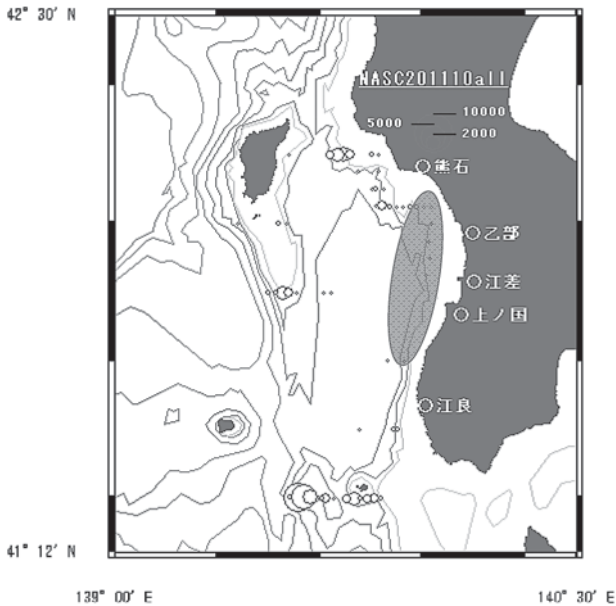 42° 30' N
NASC201110all
10000
5000
2000
熊石
乙部
江差
上ノ国
江良
41° 12' N
139° 00' E
140° 30' E